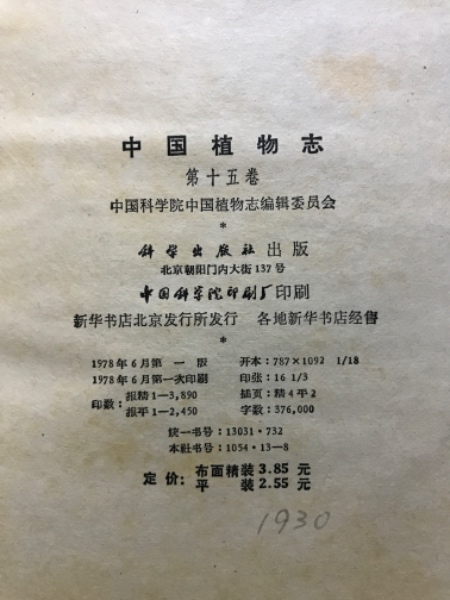 中国植物志
第十五卷
中国科学院中国植物志编辑委员会
*
科学出版社 出版
北京朝阳门内大街137号
中国科学院印刷厂印刷
新华书店北京发行所发行 各地新华书店经售
*
1978年6月第一版 开本:787×1092 1/18
1978年6月第一次印刷 印张:16 1/3
印数:报精1—3,890 插页:精4平2
报平1—2,450 字数:376,000
统一书号:13031·732
本社书号:1054·13—8
定价:布面精装3.85元
平装2.55元
1930